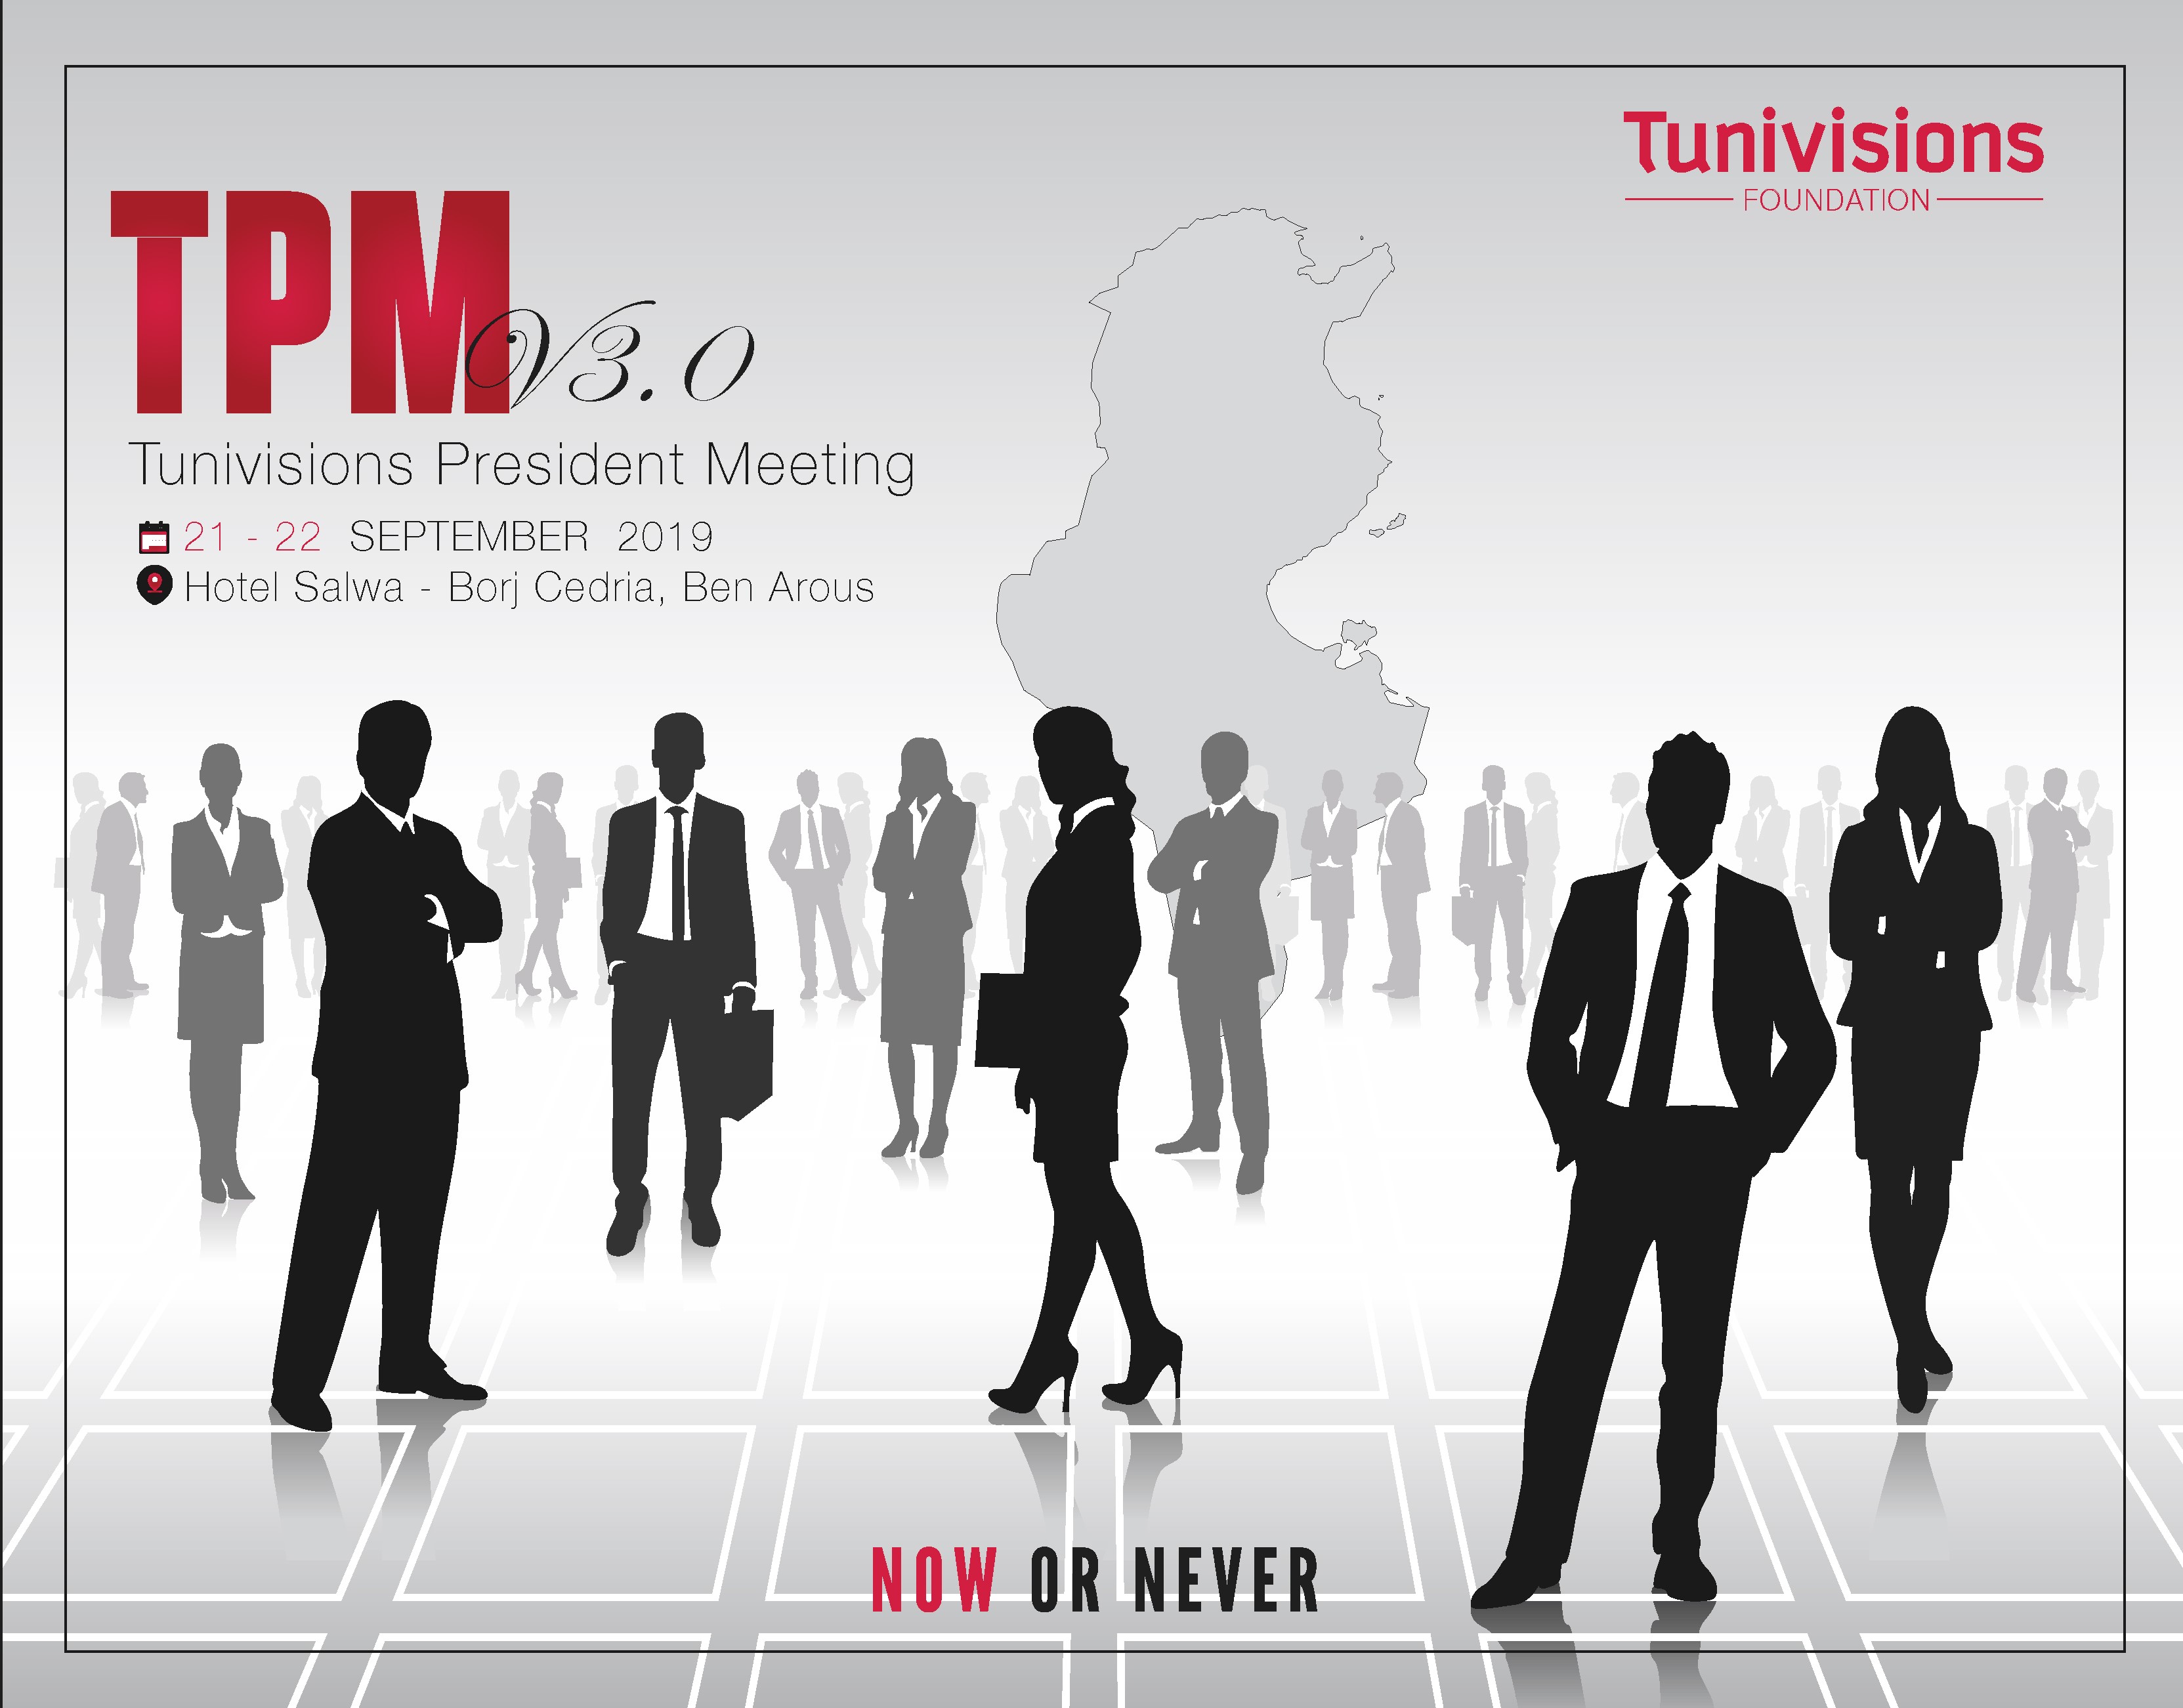 Tunivisions
FOUNDATION
TPM V3.0
Tunivisions President Meeting
21 - 22 SEPTEMBER 2019
Hotel Salwa - Borj Cedria, Ben Arous
NOW OR NEVER